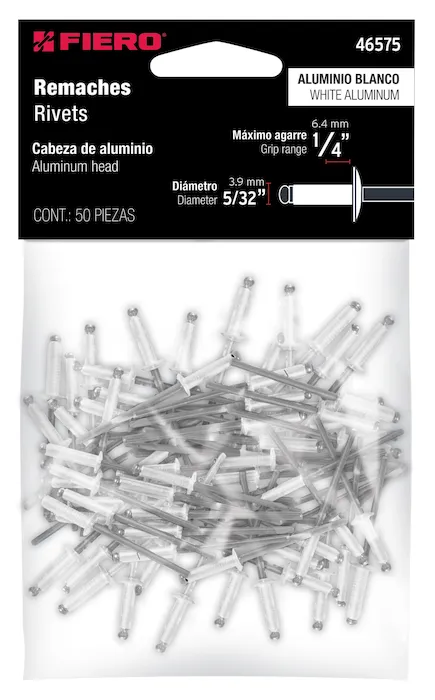 FIERO®
46575
Remaches
Rivets
ALUMINIO BLANCO
WHITE ALUMINUM
Cabeza de aluminio
Aluminum head
6.4 mm
Máximo agarre
Grip range
1/4”
Diámetro
Diameter
3.9 mm
5/32”
CONT.: 50 PIEZAS